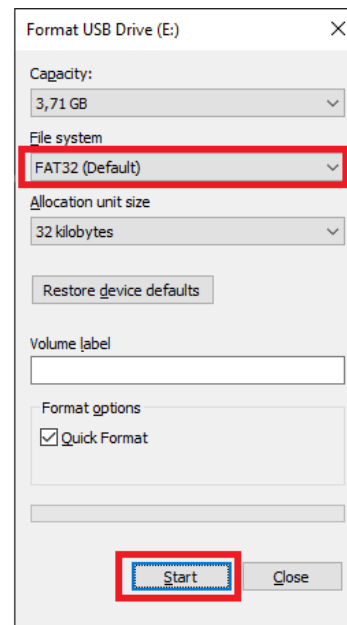 Format USB Drive (E:)
Capacity:
3,71 GB
File system
FAT32 (Default)
Allocation unit size
32 kilobytes
Restore device defaults
Volume label
Format options
Quick Format
Start Close